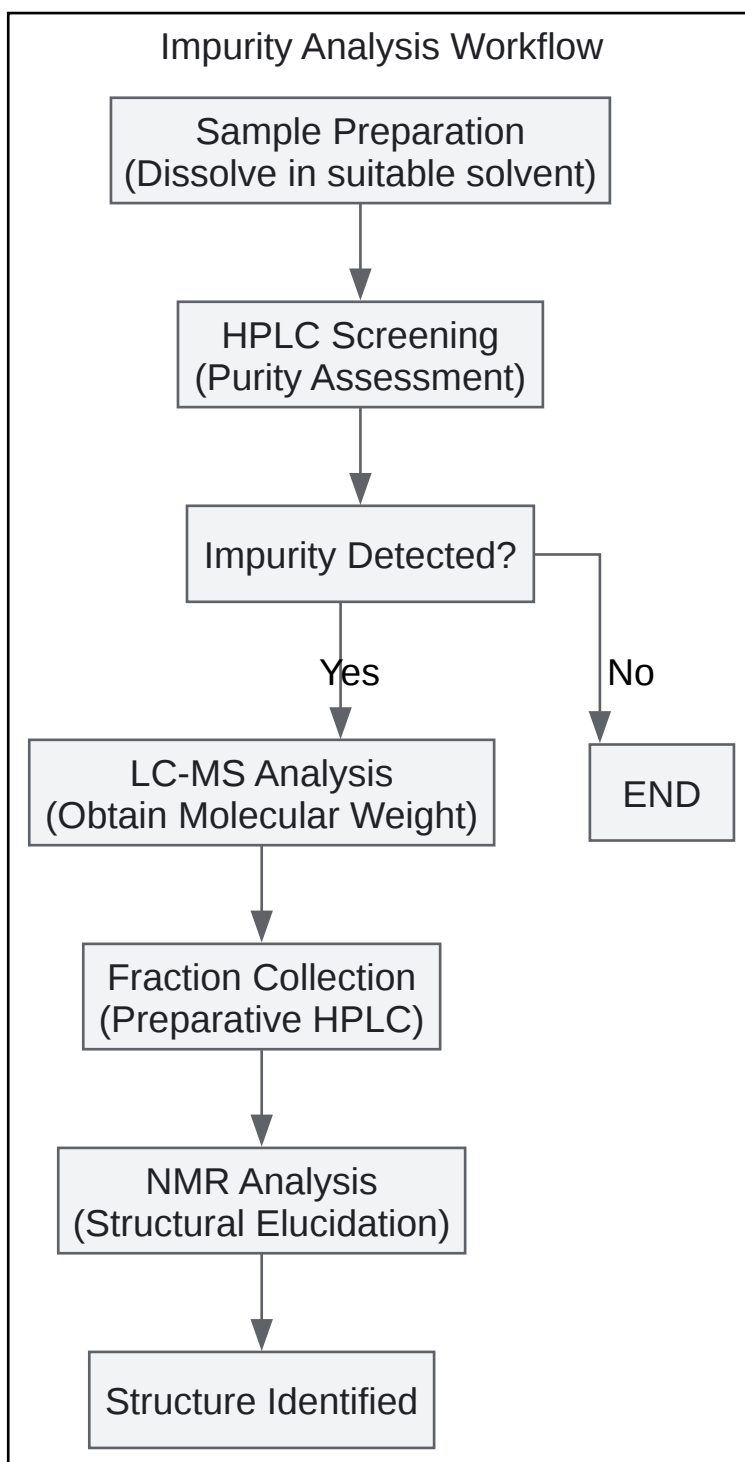 Impurity Analysis Workflow
Sample Preparation
(Dissolve in suitable solvent)
HPLC Screening
(Purity Assessment)
Impurity Detected?
Yes
No
LC-MS Analysis
(Obtain Molecular Weight)
END
Fraction Collection
(Preparative HPLC)
NMR Analysis
(Structural Elucidation)
Structure Identified